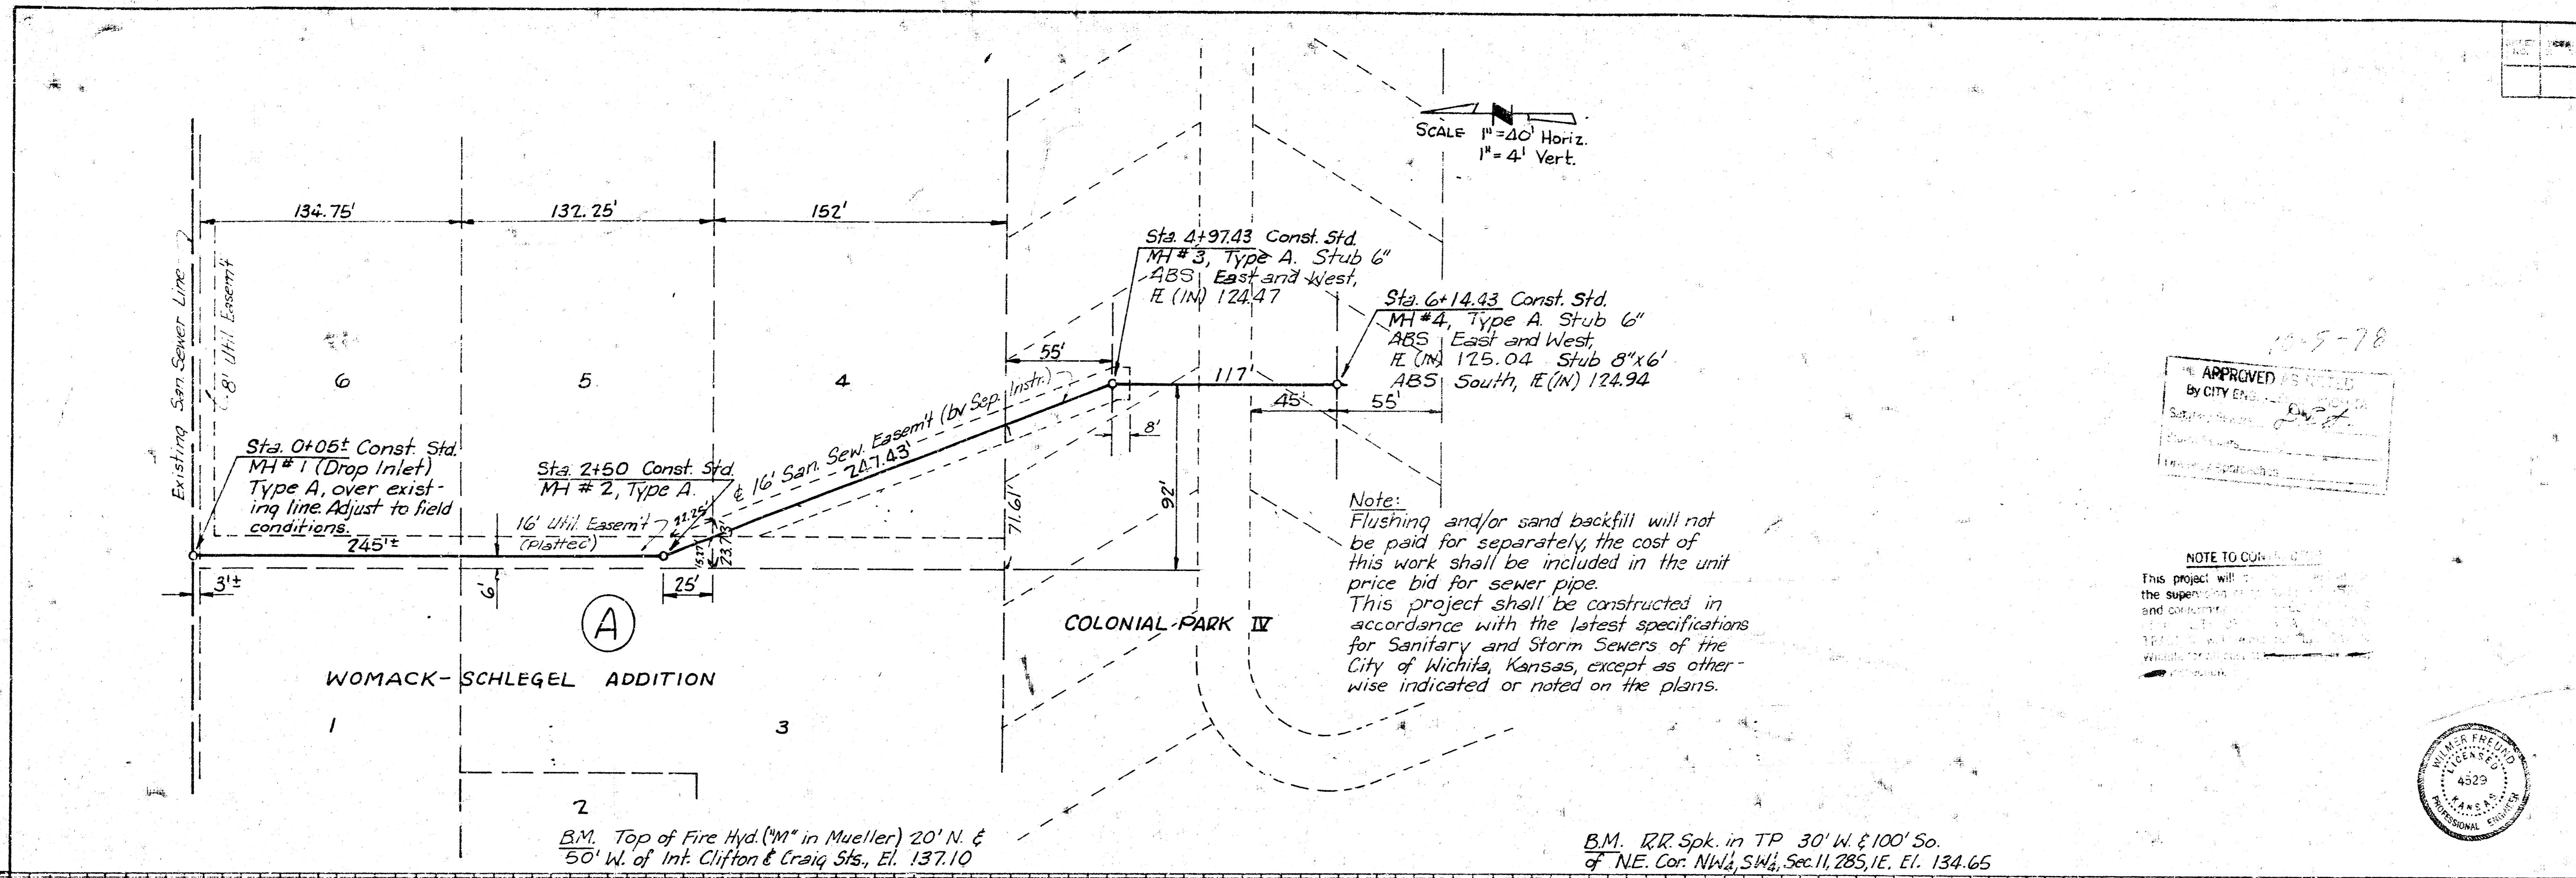 SCALE 1"=40' Horiz.
1"= 4' Vert.
134.75'
132.25'
152'
Existing San. Sewer Line
8' Util Easem't
6
5
4
Sta. 4+97.43 Const. Std.
MH #3, Type A. Stub 6"
ABS East and West,
FE (IN) 124.47
Sta. 6+14.43 Const. Std.
MH #4, Type A. Stub 6"
ABS East and West,
FE (IN) 125.04 Stub 8"x6'
ABS South, FE (IN) 124.94
55'
117'
45'
55'
8'
92'
71.61'
℄ 16' San. Sew. Easem't (by Sep. Instr.)
247.43'
Sta. 0+05± Const. Std.
MH #1 (Drop Inlet)
Type A, over exist-
ing line. Adjust to field
conditions.
245'±
Sta. 2+50 Const. Std.
MH #2, Type A.
16' Util. Easem't
(Platted)
23.73'
3'±
6'
25'
A
WOMACK-SCHLEGEL ADDITION
COLONIAL PARK IV
1
3
2
Note:
Flushing and/or sand backfill will not
be paid for separately, the cost of
this work shall be included in the unit
price bid for sewer pipe.
This project shall be constructed in
accordance with the latest specifications
for Sanitary and Storm Sewers of the
City of Wichita, Kansas, except as other-
wise indicated or noted on the plans.
B.M. Top of Fire Hyd. ("M" in Mueller) 20' N. &
50' W. of Int. Clifton & Craig Sts., El. 137.10
B.M. R.R. Spk. in TP 30' W. & 100' So.
of N.E. Cor. NW¼, SW¼, Sec. 11, 28S, 1E. El. 134.65
APPROVED
By CITY
NOTE TO
This project will
the
and
WILMER FREUND
LICENSED
4529
KANSAS
PROFESSIONAL ENGINEER